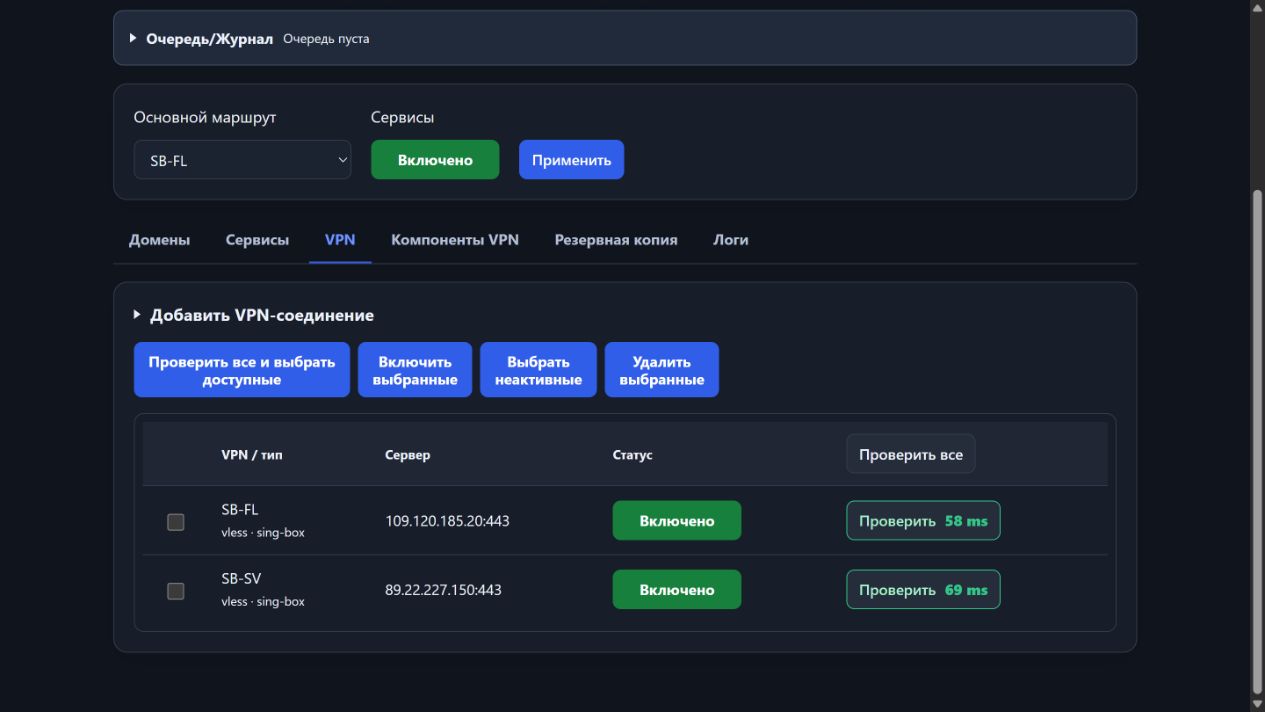 Очередь/Журнал Очередь пуста
Основной маршрут
Сервисы
SB-FL
Включено
Применить
Домены
Сервисы
VPN
Компоненты VPN
Резервная копия
Логи
Добавить VPN-соединение
Проверить все и выбрать
доступные
Включить
выбранные
Выбрать
неактивные
Удалить
выбранные
VPN / тип
Сервер
Статус
Проверить все
SB-FL
vless · sing-box
109.120.185.20:443
Включено
Проверить 58 ms
SB-SV
vless · sing-box
89.22.227.150:443
Включено
Проверить 69 ms